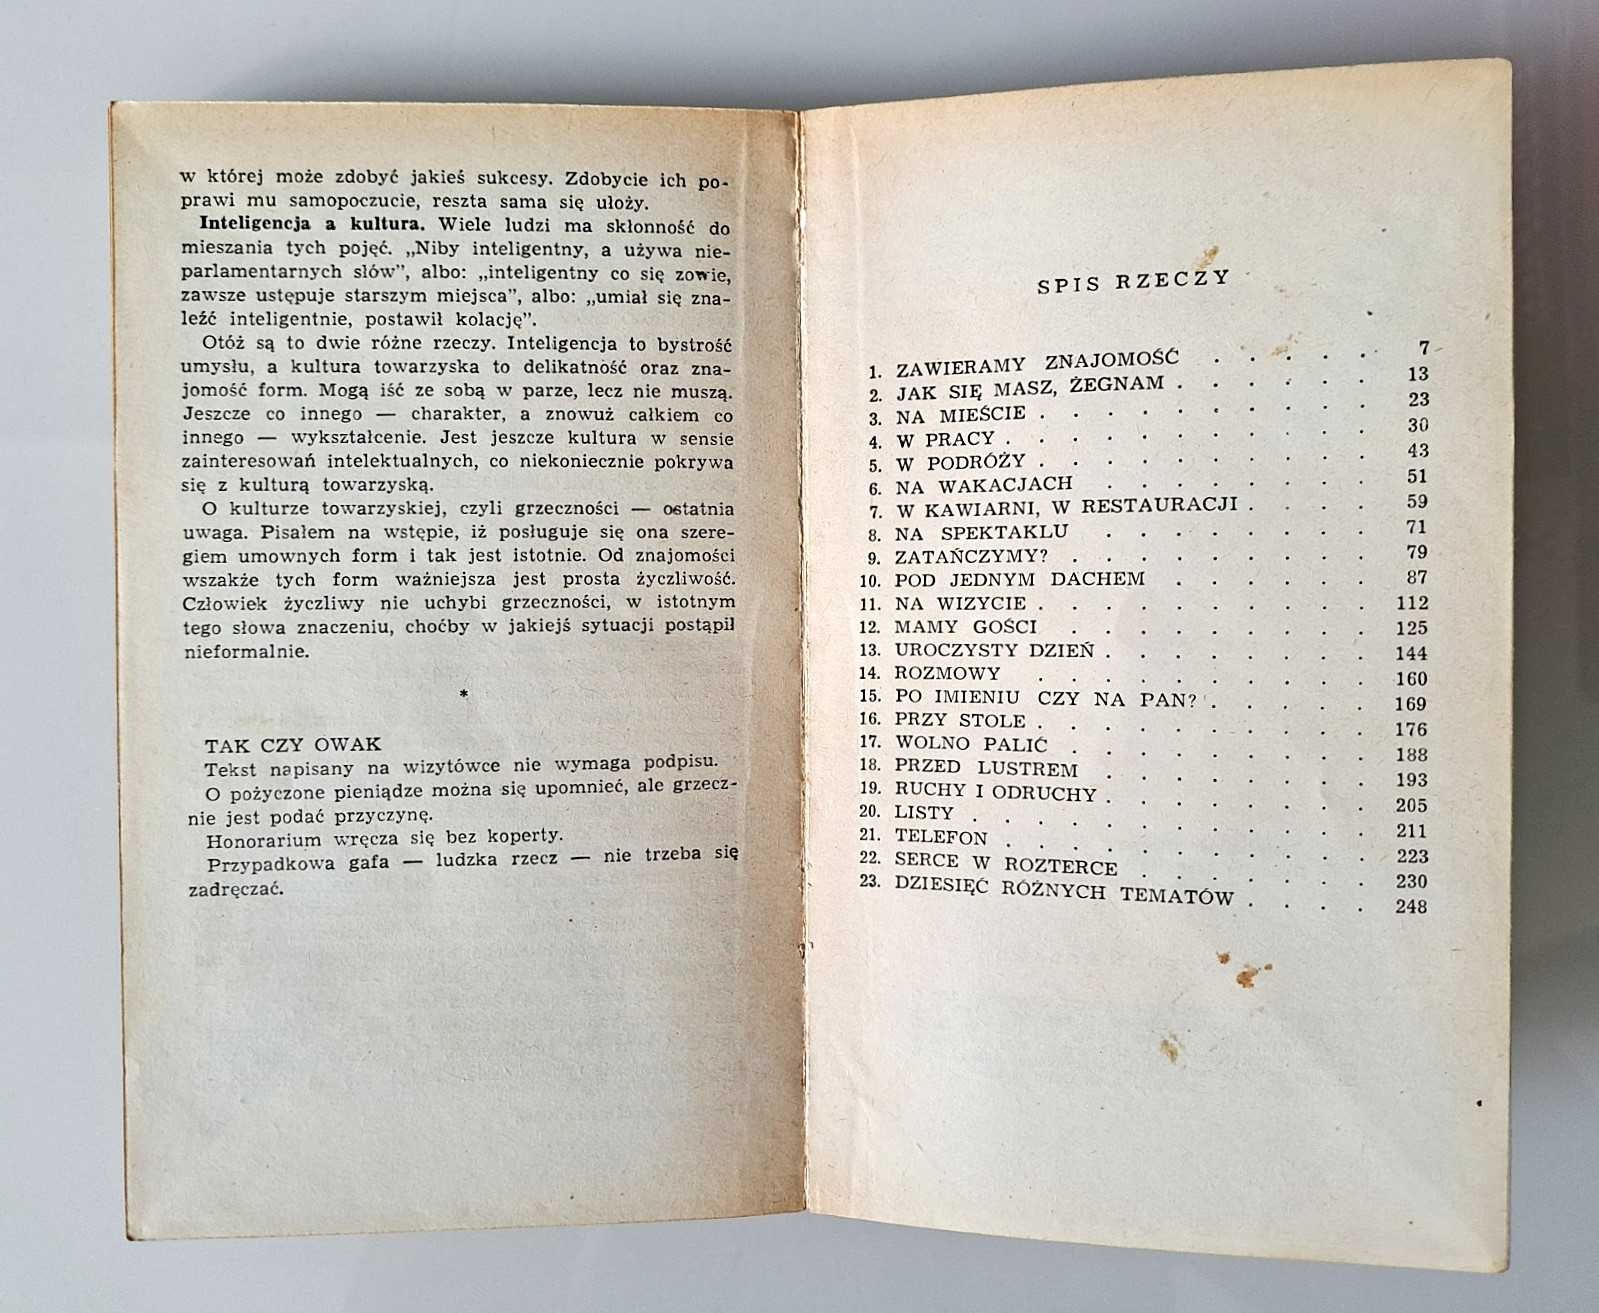 w której może zdobyć jakieś sukcesy. Zdobycie ich po-
prawi mu samopoczucie, reszta sama się ułoży.
Inteligencja a kultura. Wiele ludzi ma skłonność do
mieszania tych pojęć. „Niby inteligentny, a używa nie-
parlamentarnych słów”, albo: „inteligentny co się zowie,
zawsze ustępuje starszym miejsca”, albo: „umiał się zna-
leźć inteligentnie, postawił kolację”.
Otóż są to dwie różne rzeczy. Inteligencja to bystrość
umysłu, a kultura towarzyska to delikatność oraz zna-
jomość form. Mogą iść ze sobą w parze, lecz nie muszą.
Jeszcze co innego — charakter, a znowuż całkiem co
innego — wykształcenie. Jest jeszcze kultura w sensie
zainteresowań intelektualnych, co niekoniecznie pokrywa
się z kulturą towarzyską.
O kulturze towarzyskiej, czyli grzeczności — ostatnia
uwaga. Pisałem na wstępie, iż posługuje się ona szere-
giem umownych form i tak jest istotnie. Od znajomości
wszakże tych form ważniejsza jest prosta życzliwość.
Człowiek życzliwy nie uchybi grzeczności, w istotnym
tego słowa znaczeniu, choćby w jakiejś sytuacji postąpił
nieformalnie.
*
TAK CZY OWAK
Tekst napisany na wizytówce nie wymaga podpisu.
O pożyczone pieniądze można się upomnieć, ale grzecz-
nie jest podać przyczynę.
Honorarium wręcza się bez koperty.
Przypadkowa gafa — ludzka rzecz — nie trzeba się
zadręczać.
SPIS RZECZY
1. ZAWIERAMY ZNAJOMOŚĆ . . . . . 7
2. JAK SIĘ MASZ, ŻEGNAM . . . . . . 13
3. NA MIEŚCIE . . . . . . . . . . 23
4. W PRACY . . . . . . . . . . . 30
5. W PODRÓŻY . . . . . . . . . . 43
6. NA WAKACJACH . . . . . . . . 51
7. W KAWIARNI, W RESTAURACJI . . . . 59
8. NA SPEKTAKLU . . . . . . . . 71
9. ZATAŃCZYMY? . . . . . . . . . 79
10. POD JEDNYM DACHEM . . . . . . 87
11. NA WIZYCIE . . . . . . . . . . 112
12. MAMY GOŚCI . . . . . . . . . 125
13. UROCZYSTY DZIEŃ . . . . . . . . 144
14. ROZMOWY . . . . . . . . . . 160
15. PO IMIENIU CZY NA PAN? . . . . . 169
16. PRZY STOLE . . . . . . . . . . 176
17. WOLNO PALIĆ . . . . . . . . . 188
18. PRZED LUSTREM . . . . . . . . 193
19. RUCHY I ODRUCHY . . . . . . . . 205
20. LISTY . . . . . . . . . . . . 211
21. TELEFON . . . . . . . . . . . 223
22. SERCE W ROZTERCE . . . . . . . 230
23. DZIESIĘĆ RÓŻNYCH TEMATÓW . . . . 248